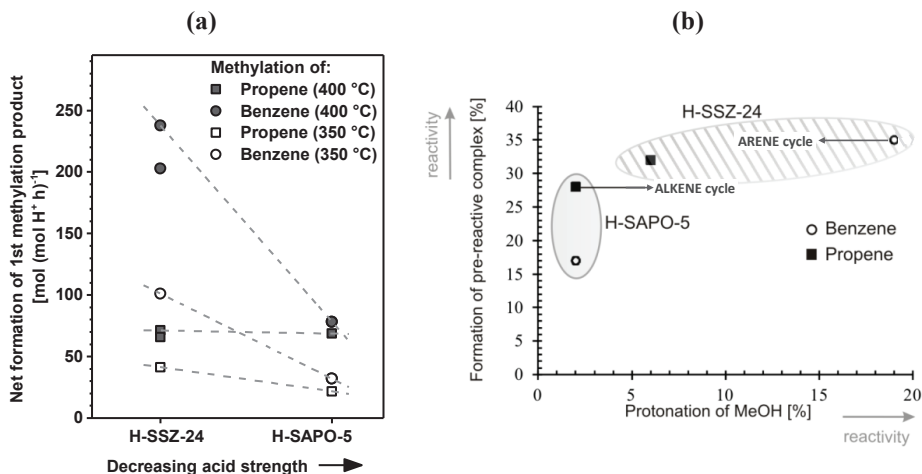 (a)
Net formation of 1st methylation product
[mol (mol H⁺ h)⁻¹]
250
200
150
100
50
0
Methylation of:
Propene (400 °C)
Benzene (400 °C)
Propene (350 °C)
Benzene (350 °C)
H-SSZ-24
H-SAPO-5
Decreasing acid strength
(b)
reactivity
Formation of pre-reactive complex [%]
40
35
30
25
20
15
10
5
0
H-SSZ-24
ARENE cycle
ALKENE cycle
H-SAPO-5
Benzene
Propene
0
5
10
15
20
Protonation of MeOH [%]
reactivity